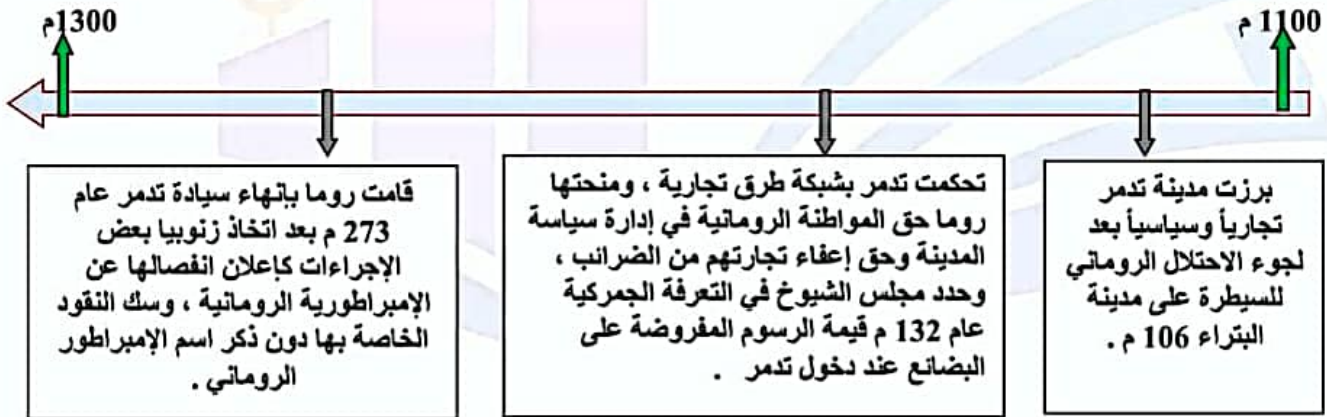 1100 م
1300م
برزت مدينة تدمر
تجارياً وسياسياً بعد
لجوء الاحتلال الروماني
للسيطرة على مدينة
البتراء 106 م .
تحكمت تدمر بشبكة طرق تجارية ، ومنحتها
روما حق المواطنة الرومانية في إدارة سياسة
المدينة وحق إعفاء تجارتهم من الضرائب ،
وحدد مجلس الشيوخ في التعرفة الجمركية
عام 132 م قيمة الرسوم المفروضة على
البضائع عند دخول تدمر .
قامت روما بإنهاء سيادة تدمر عام
273 م بعد اتخاذ زنوبيا بعض
الإجراءات كإعلان انفصالها عن
الإمبراطورية الرومانية ، وسك النقود
الخاصة بها دون ذكر اسم الإمبراطور
الروماني .